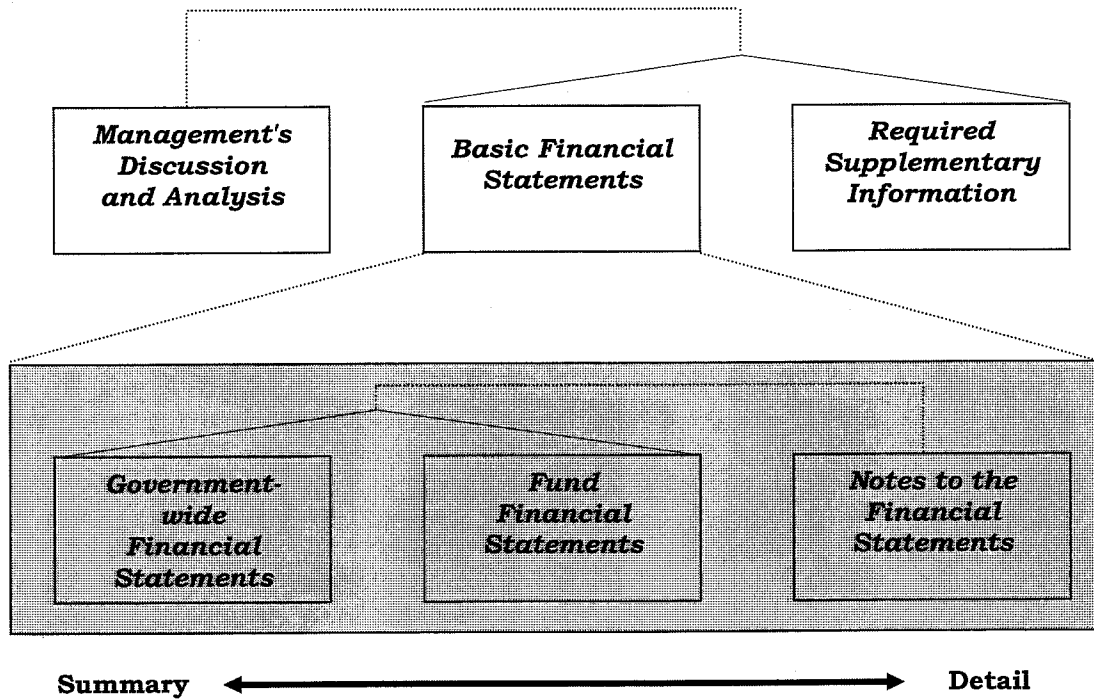 Management's
Discussion
and Analysis
Basic Financial
Statements
Required
Supplementary
Information
Government-
wide
Financial
Statements
Fund
Financial
Statements
Notes to the
Financial
Statements
Summary
Detail